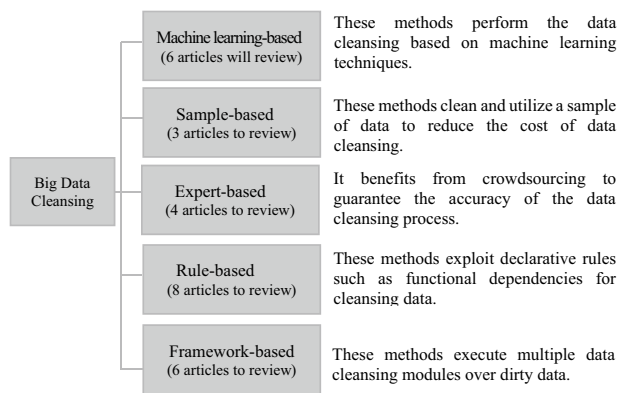 Machine learning-based
(6 articles will review)
These methods perform the data
cleansing based on machine learning
techniques.
Sample-based
(3 articles to review)
These methods clean and utilize a sample
of data to reduce the cost of data
cleansing.
Big Data
Cleansing
Expert-based
(4 articles to review)
It benefits from crowdsourcing to
guarantee the accuracy of the data
cleansing process.
Rule-based
(8 articles to review)
These methods exploit declarative rules
such as functional dependencies for
cleansing data.
Framework-based
(6 articles to review)
These methods execute multiple data
cleansing modules over dirty data.